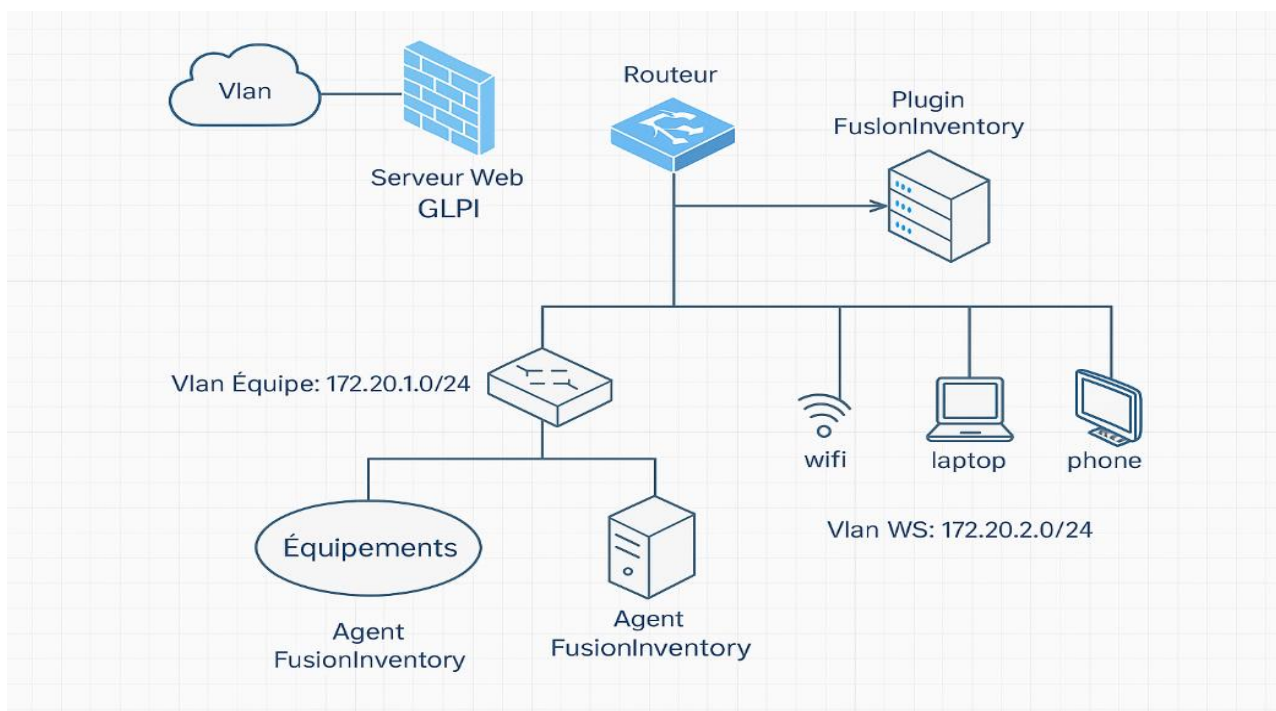 Vlan
Serveur Web
GLPI
Routeur
Plugin
FuslonInventory
Vlan Équipe: 172.20.1.0/24
wifi
laptop
phone
Vlan WS: 172.20.2.0/24
Équipements
Agent
FusionInventory
Agent
FusionInventory